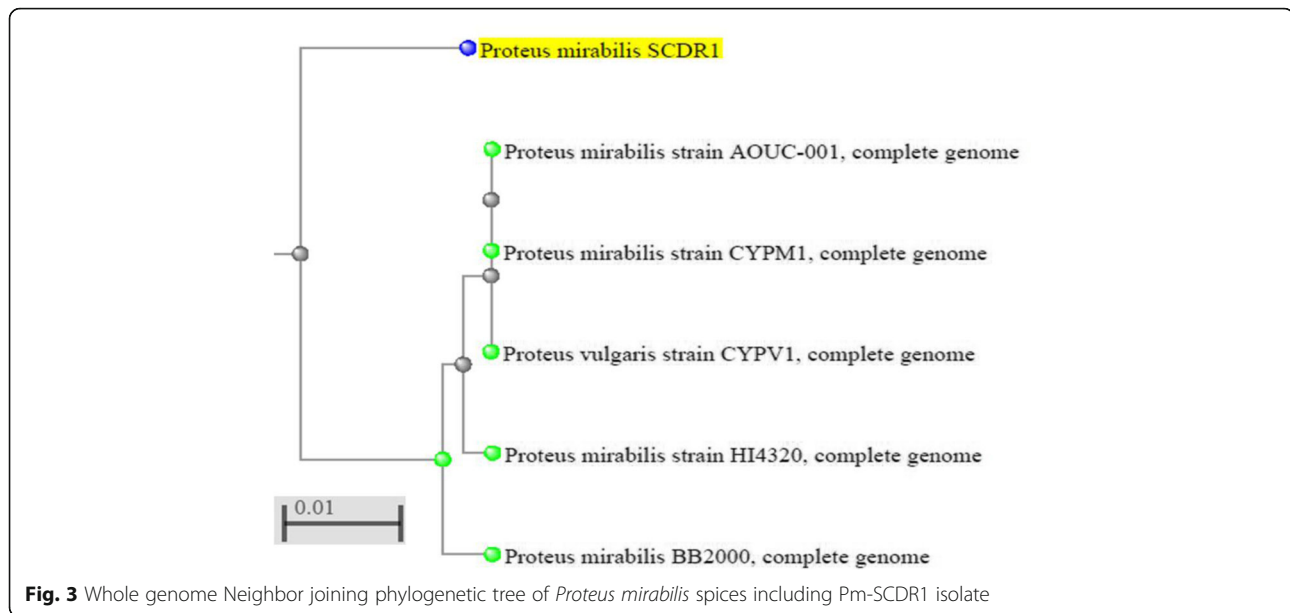 Proteus mirabilis SCDR1
Proteus mirabilis strain AOUC-001, complete genome
Proteus mirabilis strain CYPM1, complete genome
Proteus vulgaris strain CYPV1, complete genome
Proteus mirabilis strain HI4320, complete genome
0.01
Proteus mirabilis BB2000, complete genome
Fig. 3 Whole genome Neighbor joining phylogenetic tree of Proteus mirabilis spices including Pm-SCDR1 isolate